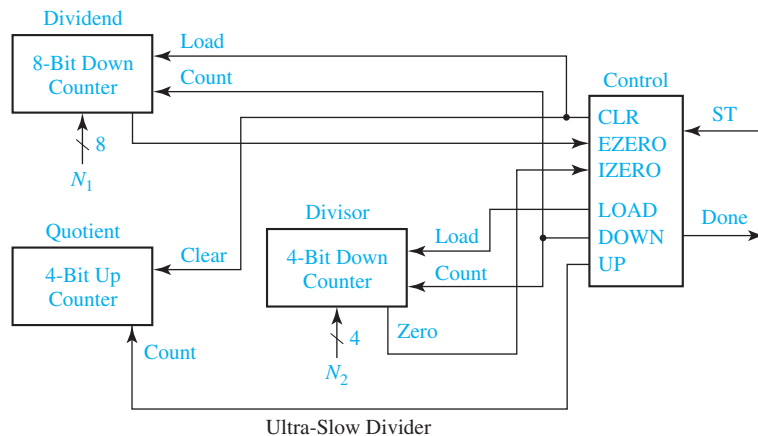 Dividend
8-Bit Down
Counter
Load
Count
8
N1
Control
CLR
EZERO
IZERO
LOAD
DOWN
UP
ST
Done
Quotient
4-Bit Up
Counter
Clear
Count
Divisor
4-Bit Down
Counter
Load
Count
Zero
4
N2
Ultra-Slow Divider